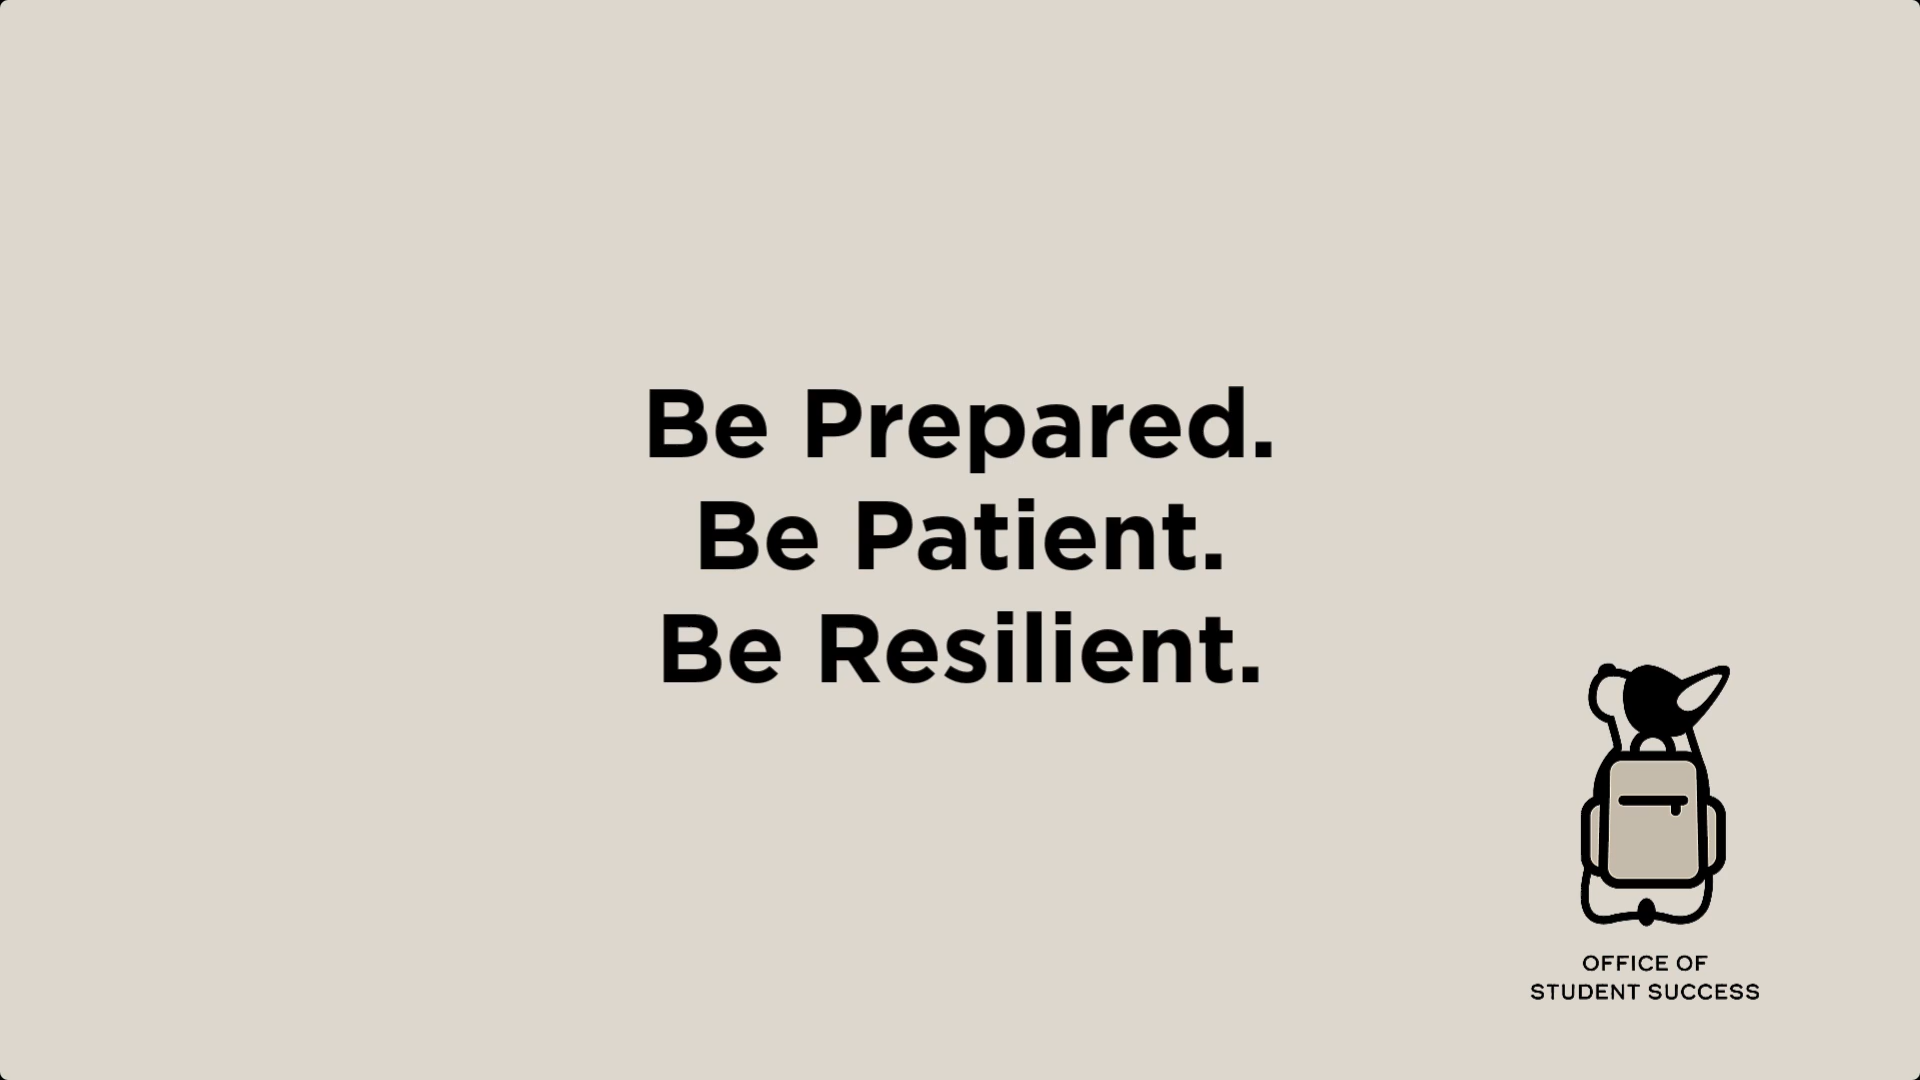 Be Prepared.
Be Patient.
Be Resilient.
OFFICE OF
STUDENT SUCCESS